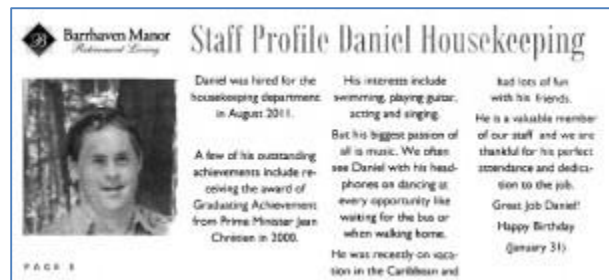 Barrhaven Manor
Retirement Living
Staff Profile Daniel Housekeeping
Daniel was hired for the
housekeeping department
in August 2011.
A few of his outstanding
achievements include re-
ceiving the award of
Graduating Achievement
from Prime Minister Jean
Chrétien in 2000.
PAGE 5
His interests include
swimming, playing guitar,
acting and singing.
But his biggest passion of
all is music. We often
see Daniel with his head-
phones on dancing at
every opportunity like
waiting for the bus or
when walking home.
He was recently on vaca-
tion in the Caribbean and
had lots of fun
with his friends.
He is a valuable member
of our staff and we are
thankful for his perfect
attendance and dedica-
tion to the job.
Great Job Daniel!
Happy Birthday
(January 31)